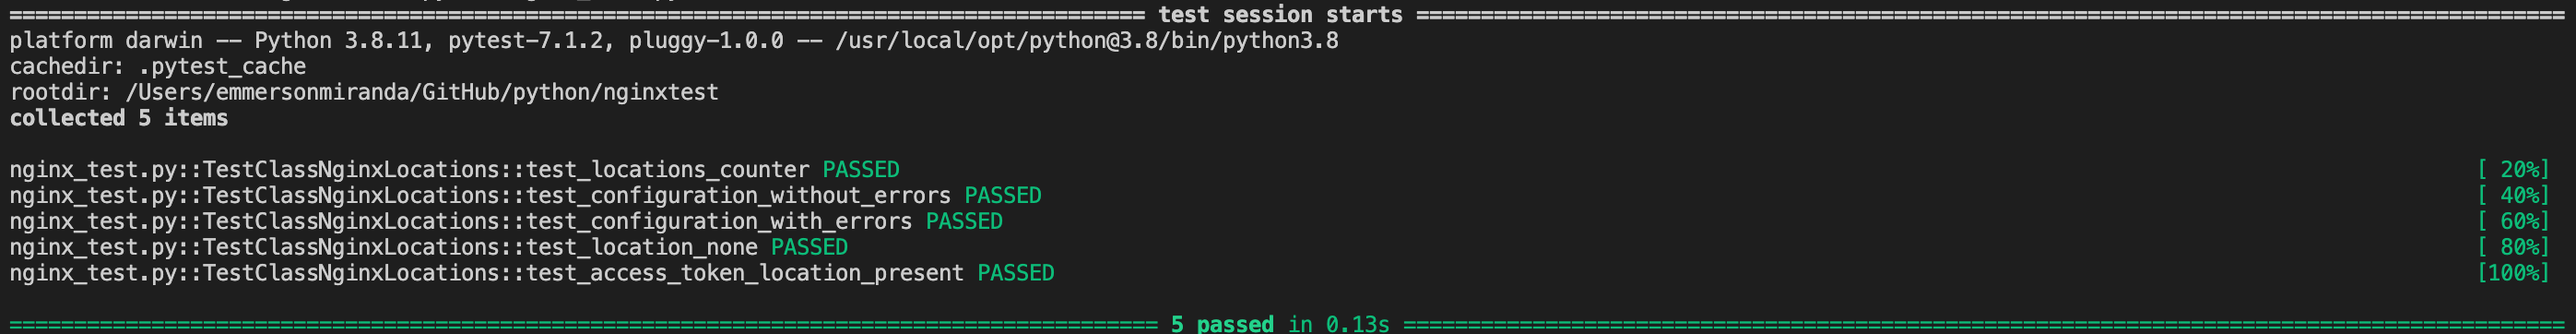 ============================ test session starts ============================
platform darwin -- Python 3.8.11, pytest-7.1.2, pluggy-1.0.0 -- /usr/local/opt/python@3.8/bin/python3.8
cachedir: .pytest_cache
rootdir: /Users/emmersonmiranda/GitHub/python/nginxtest
collected 5 items
nginx_test.py::TestClassNginxLocations::test_locations_counter PASSED [ 20%]
nginx_test.py::TestClassNginxLocations::test_configuration_without_errors PASSED [ 40%]
nginx_test.py::TestClassNginxLocations::test_configuration_with_errors PASSED [ 60%]
nginx_test.py::TestClassNginxLocations::test_location_none PASSED [ 80%]
nginx_test.py::TestClassNginxLocations::test_access_token_location_present PASSED [100%]
============================ 5 passed in 0.13s ============================